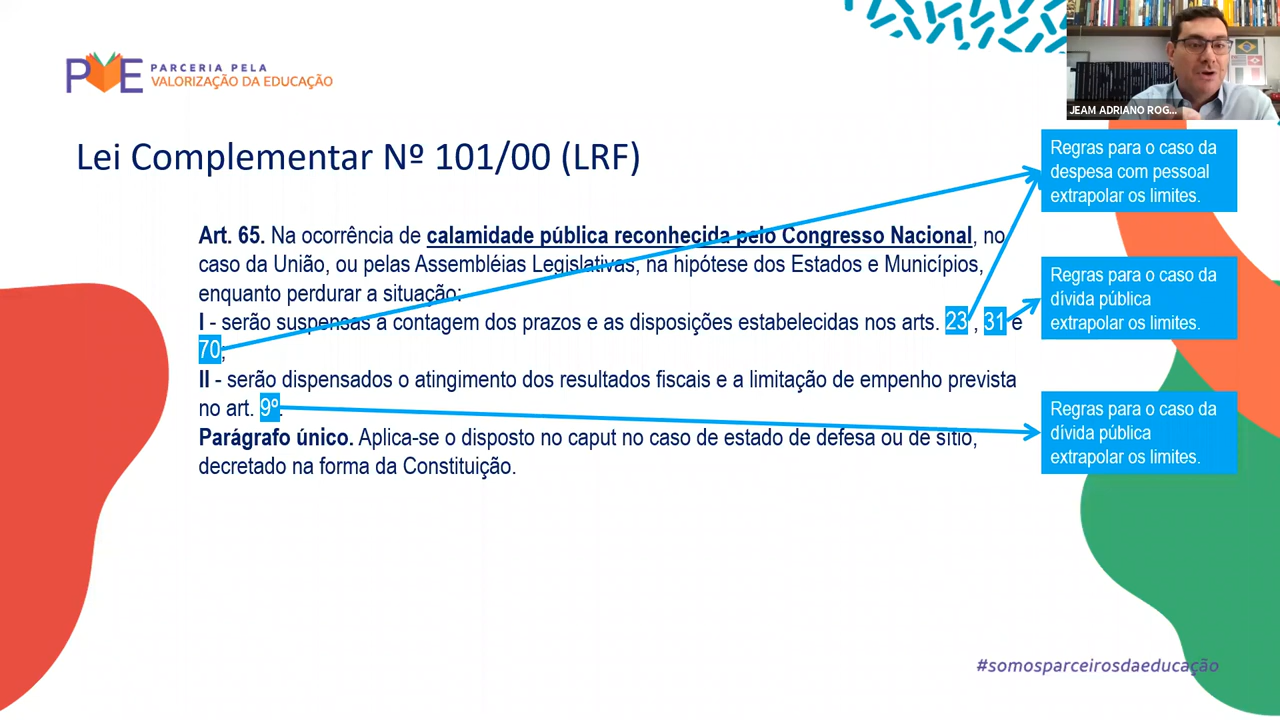 PVE PARCERIA PELA
VALORIZAÇÃO DA EDUCAÇÃO
JEAM ADRIANO ROG...
Lei Complementar Nº 101/00 (LRF)
Art. 65. Na ocorrência de calamidade pública reconhecida pelo Congresso Nacional, no
caso da União, ou pelas Assembléias Legislativas, na hipótese dos Estados e Municípios,
enquanto perdurar a situação:
I - serão suspensas a contagem dos prazos e as disposições estabelecidas nos arts. 23 , 31 e
70;
II - serão dispensados o atingimento dos resultados fiscais e a limitação de empenho prevista
no art. 9º.
Parágrafo único. Aplica-se o disposto no caput no caso de estado de defesa ou de sítio,
decretado na forma da Constituição.
Regras para o caso da
despesa com pessoal
extrapolar os limites.
Regras para o caso da
dívida pública
extrapolar os limites.
Regras para o caso da
dívida pública
extrapolar os limites.
#somosparceirosdaeducação